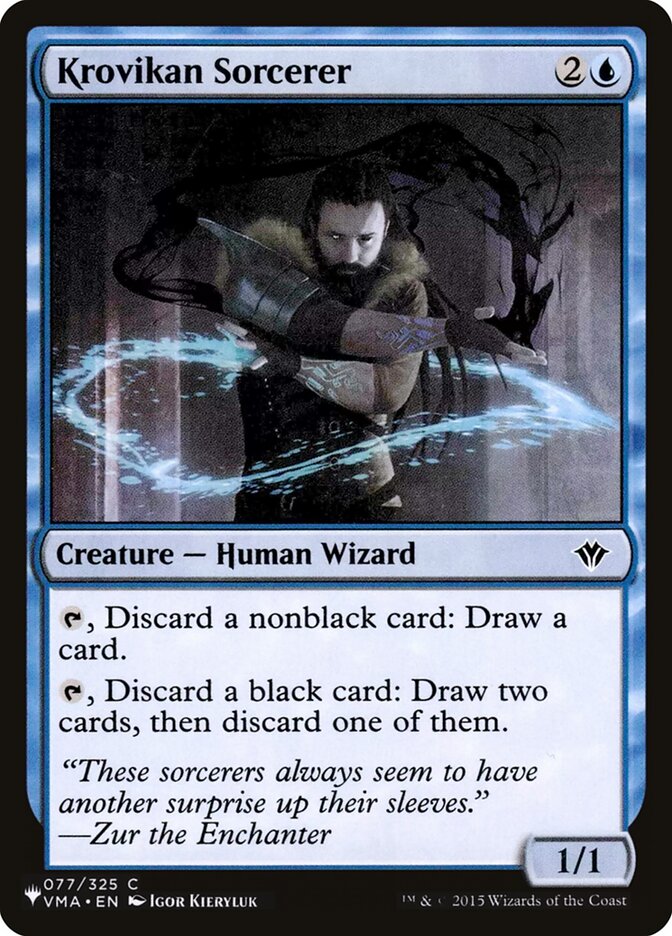 Krovikan Sorcerer 2
Creature — Human Wizard
, Discard a nonblack card: Draw a
card.
, Discard a black card: Draw two
cards, then discard one of them.
“These sorcerers always seem to have
another surprise up their sleeves.”
—Zur the Enchanter
1/1
077/325 C
VMA • EN Igor Kieryluk
™ & © 2015 Wizards of the Coast